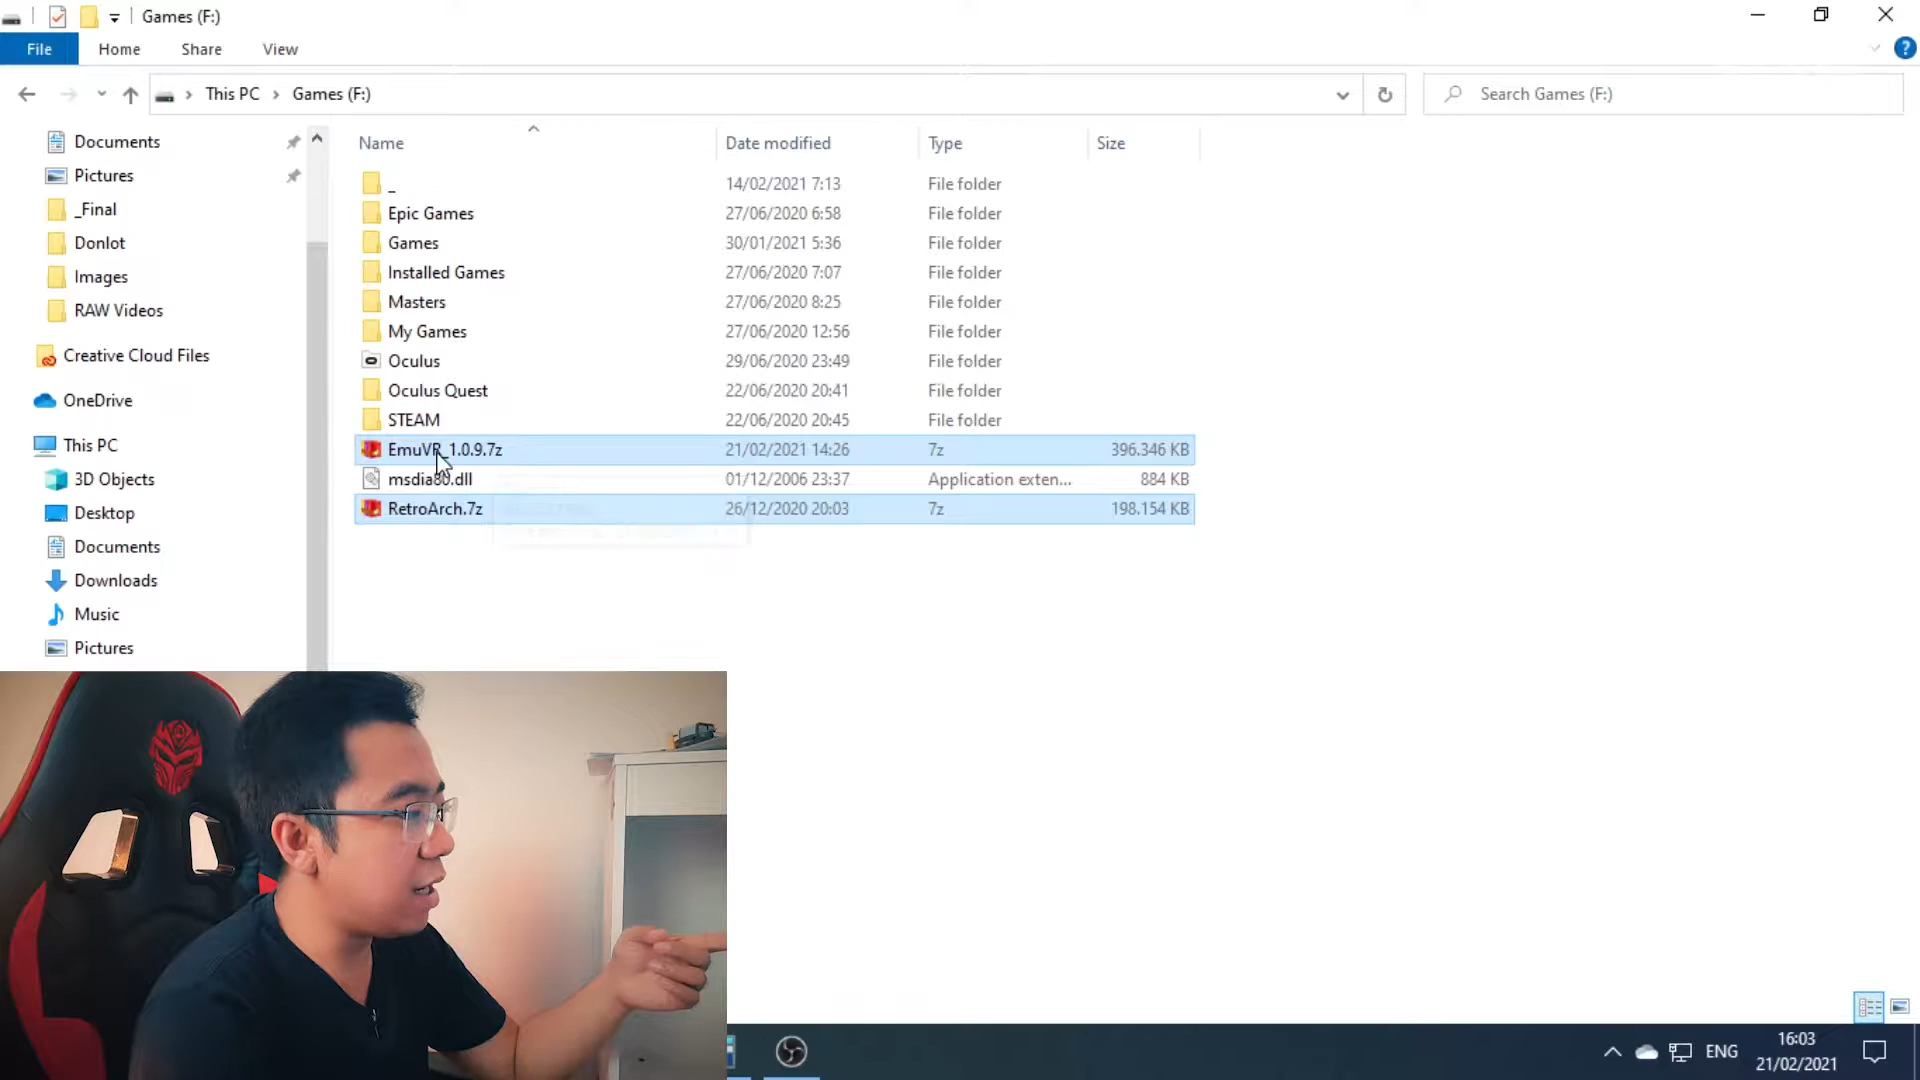 Games (F:)
File Home Share View
This PC Games (F:) Search Games (F:)
Documents
Pictures
_Final
Donlot
Images
RAW Videos
Creative Cloud Files
OneDrive
This PC
3D Objects
Desktop
Documents
Downloads
Music
Pictures
Name Date modified Type Size
_ 14/02/2021 7:13 File folder
Epic Games 27/06/2020 6:58 File folder
Games 30/01/2021 5:36 File folder
Installed Games 27/06/2020 7:07 File folder
Masters 27/06/2020 8:25 File folder
My Games 27/06/2020 12:56 File folder
Oculus 29/06/2020 23:49 File folder
Oculus Quest 22/06/2020 20:41 File folder
STEAM 22/06/2020 20:45 File folder
EmuVR_1.0.9.7z 21/02/2021 14:26 7z 396.346 KB
msdia80.dll 01/12/2006 23:37 Application exten... 884 KB
RetroArch.7z 26/12/2020 20:03 7z 198.154 KB
ENG
16:03
21/02/2021